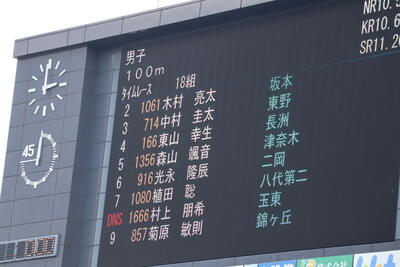 NR10.
KR10.6
SR11.2
男子
100m
タイムレース 18組
2 1061 木村 亮太 坂本
3 714 中村 圭太 東野
4 166 東山 幸生 長洲
5 1356 森山 颯音 津奈木
6 916 光永 隆辰 二岡
7 1080 植田 聡 八代第二
DNS 1666 村上 朋希 玉東
9 857 菊原 敏則 錦ヶ丘
45